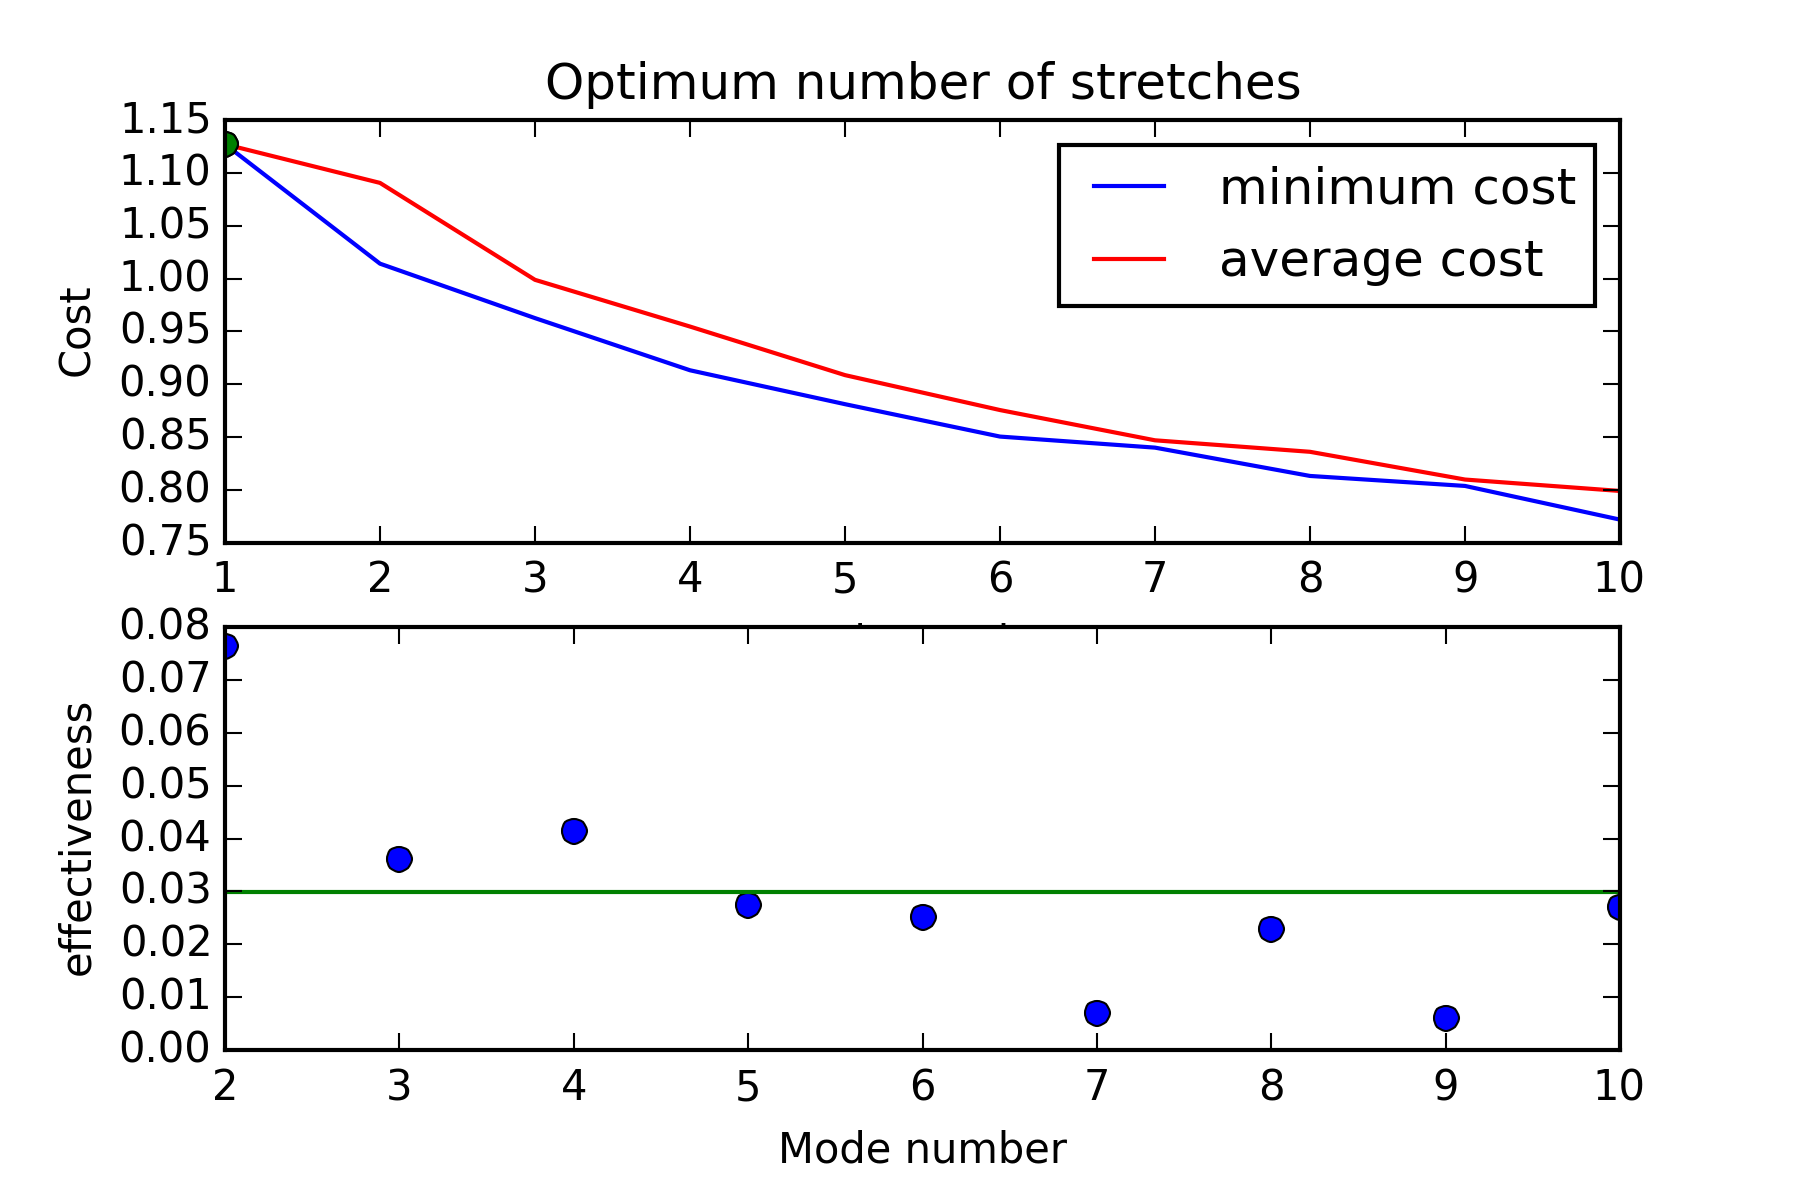 Optimum number of stretches
1.15
1.10
1.05
1.00
0.95
0.90
0.85
0.80
0.75
Cost
minimum cost
average cost
1 2 3 4 5 6 7 8 9 10
0.08
0.07
0.06
0.05
0.04
0.03
0.02
0.01
0.00
effectiveness
2 3 4 5 6 7 8 9 10
Mode number